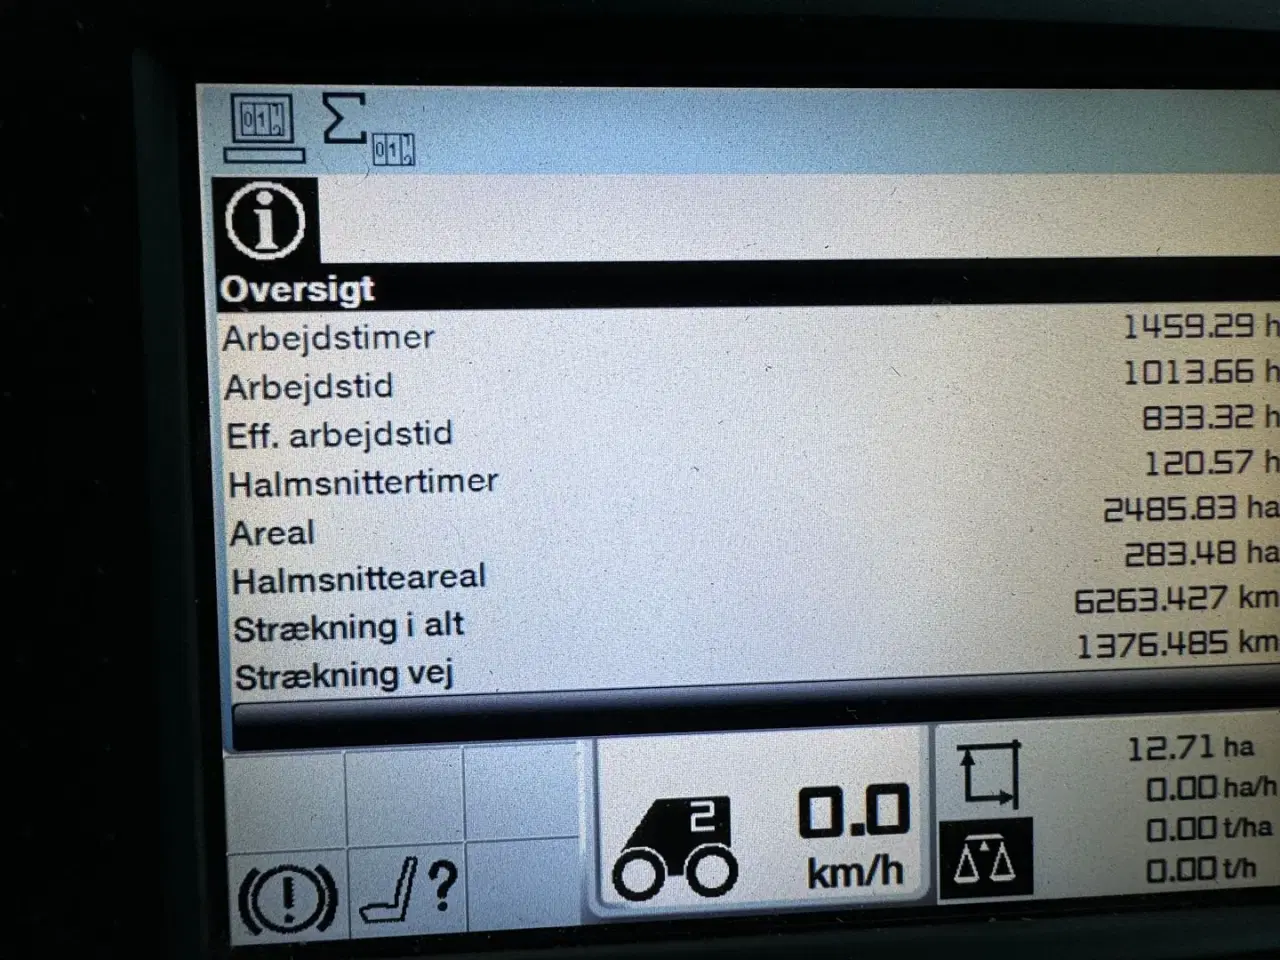 012
Σ 012
i
Oversigt
Arbejdstimer 1459.29 h
Arbejdstid 1013.66 h
Eff. arbejdstid 833.32 h
Halmsnittertimer 120.57 h
Areal 2485.83 ha
Halmsnitteareal 283.48 ha
Strækning i alt 6263.427 km
Strækning vej 1376.485 km
12.71 ha
2 0.0 0.00 ha/h
km/h 0.00 t/ha
! ? 0.00 t/h